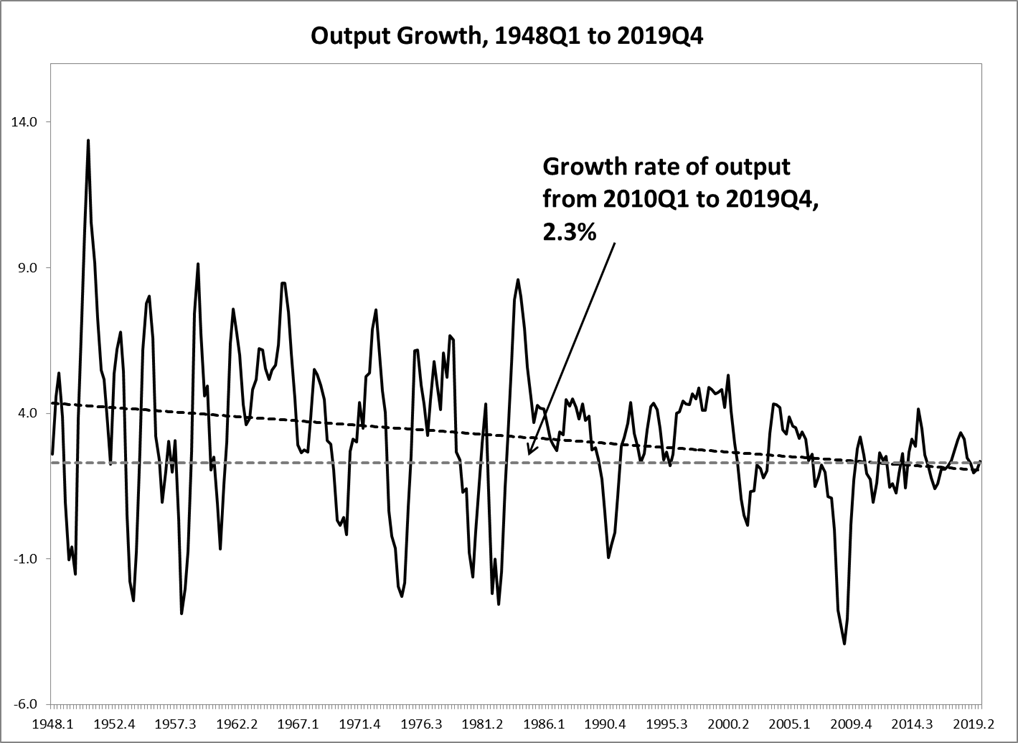 Output Growth, 1948Q1 to 2019Q4
14.0
Growth rate of output
from 2010Q1 to 2019Q4,
2.3%
9.0
4.0
-1.0
-6.0
1948.1 1952.4 1957.3 1962.2 1967.1 1971.4 1976.3 1981.2 1986.1 1990.4 1995.3 2000.2 2005.1 2009.4 2014.3 2019.2